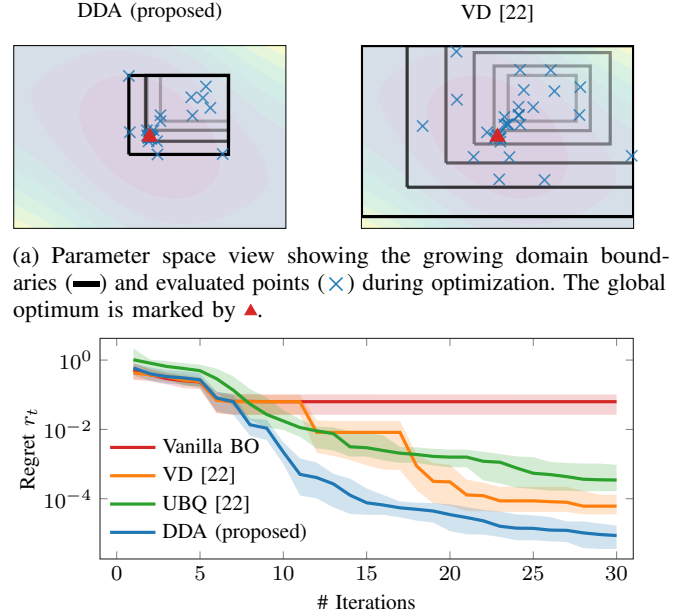 DDA (proposed) VD [22]
(a) Parameter space view showing the growing domain bound-
aries (▬) and evaluated points (×) during optimization. The global
optimum is marked by ▲.
Regret r_t
10^0
10^-2
10^-4
Vanilla BO
VD [22]
UBQ [22]
DDA (proposed)
0 5 10 15 20 25 30
# Iterations